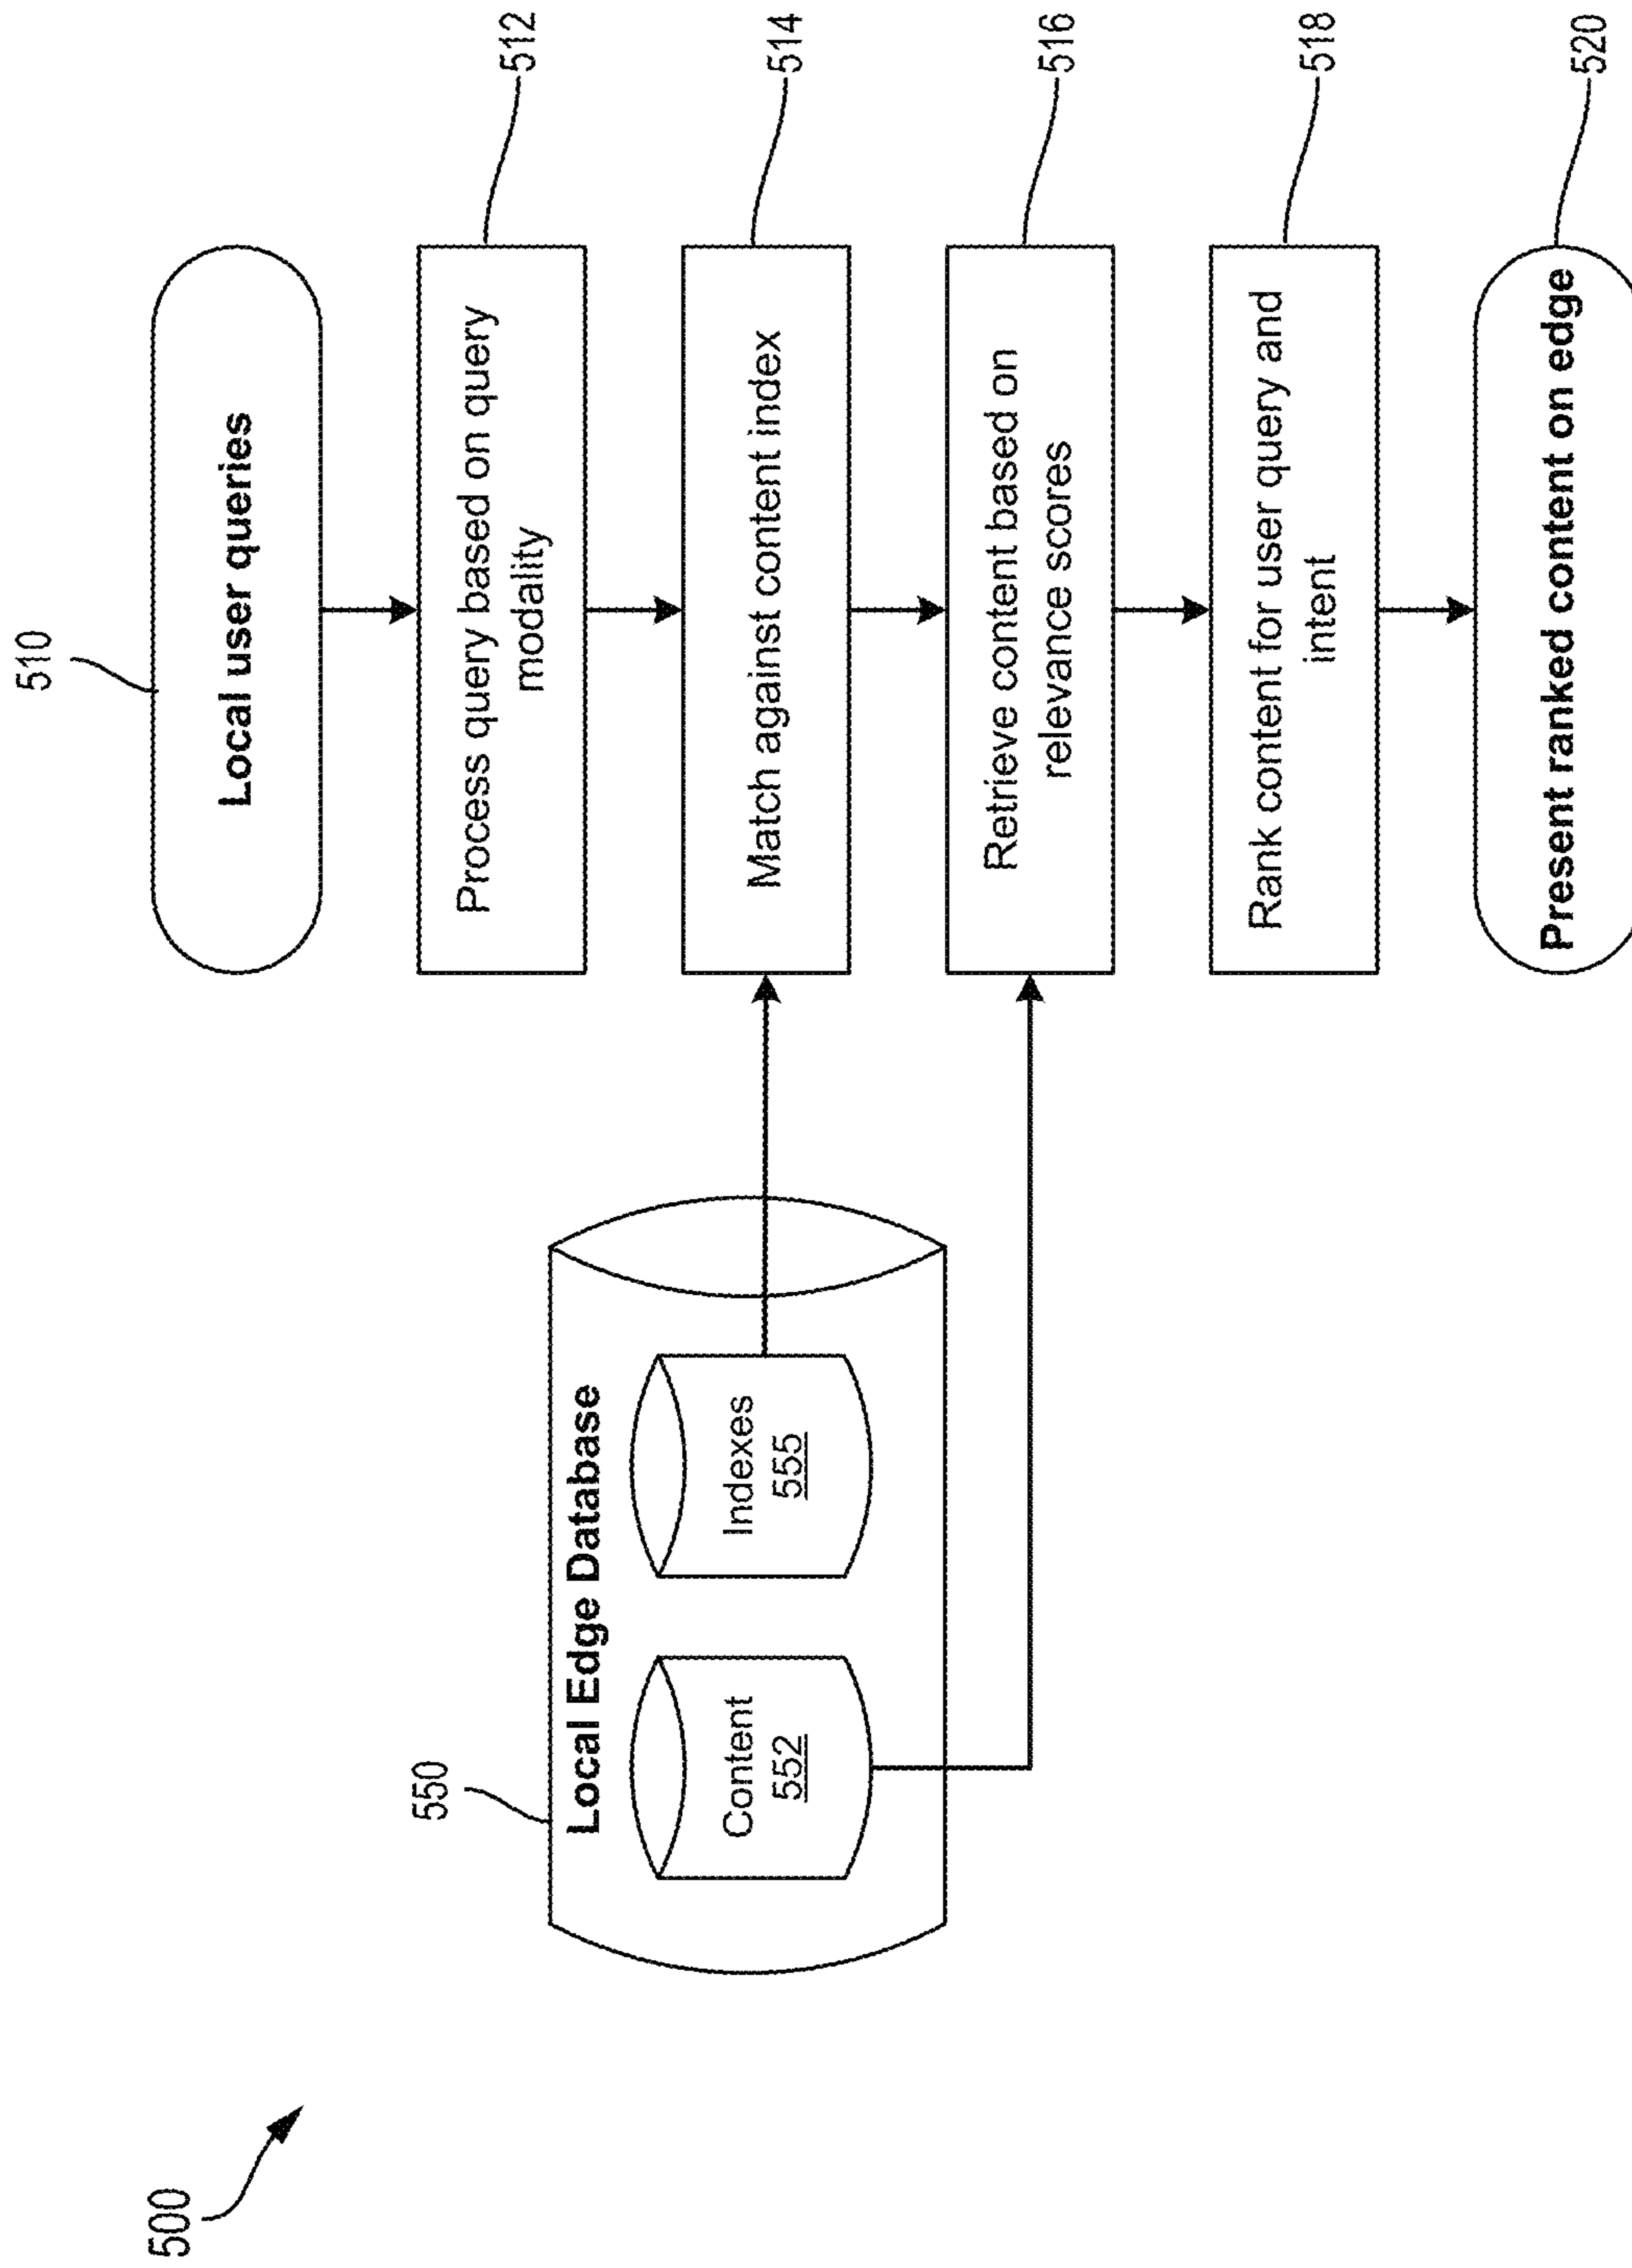 500
510
Local user queries
Process query based on query
modality
512
550
Local Edge Database
Content
552
Indexes
555
Match against content index
514
Retrieve content based on
relevance scores
516
Rank content for user query and
intent
518
Present ranked content on edge
520